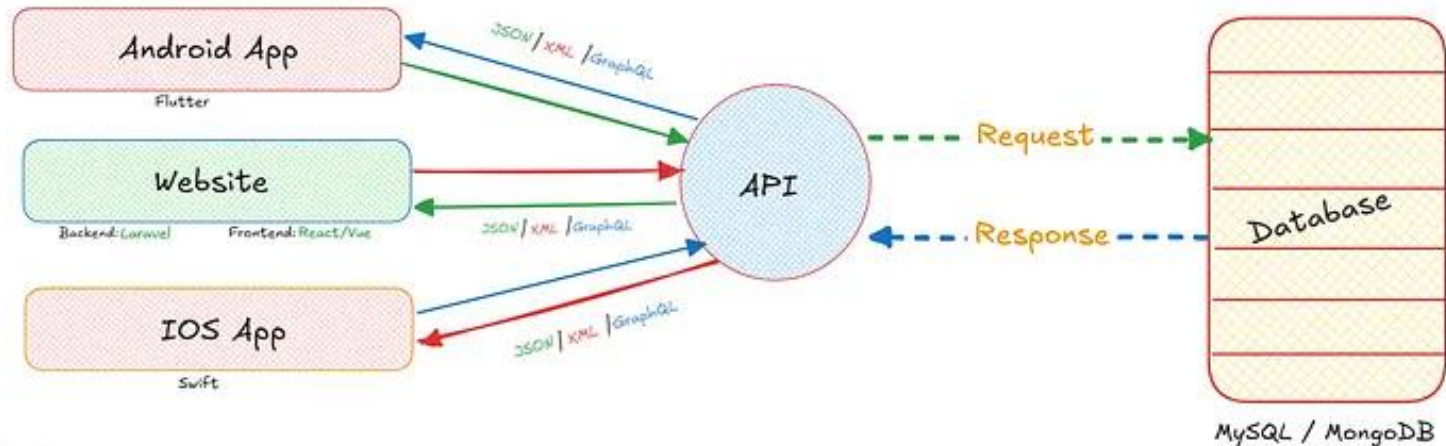 Android App
Flutter
JSON / XML / GraphQL
Website
Backend: Laravel Frontend: React/Vue
JSON / XML / GraphQL
IOS App
Swift
JSON / XML / GraphQL
API
Request
Response
Database
MySQL / MongoDB